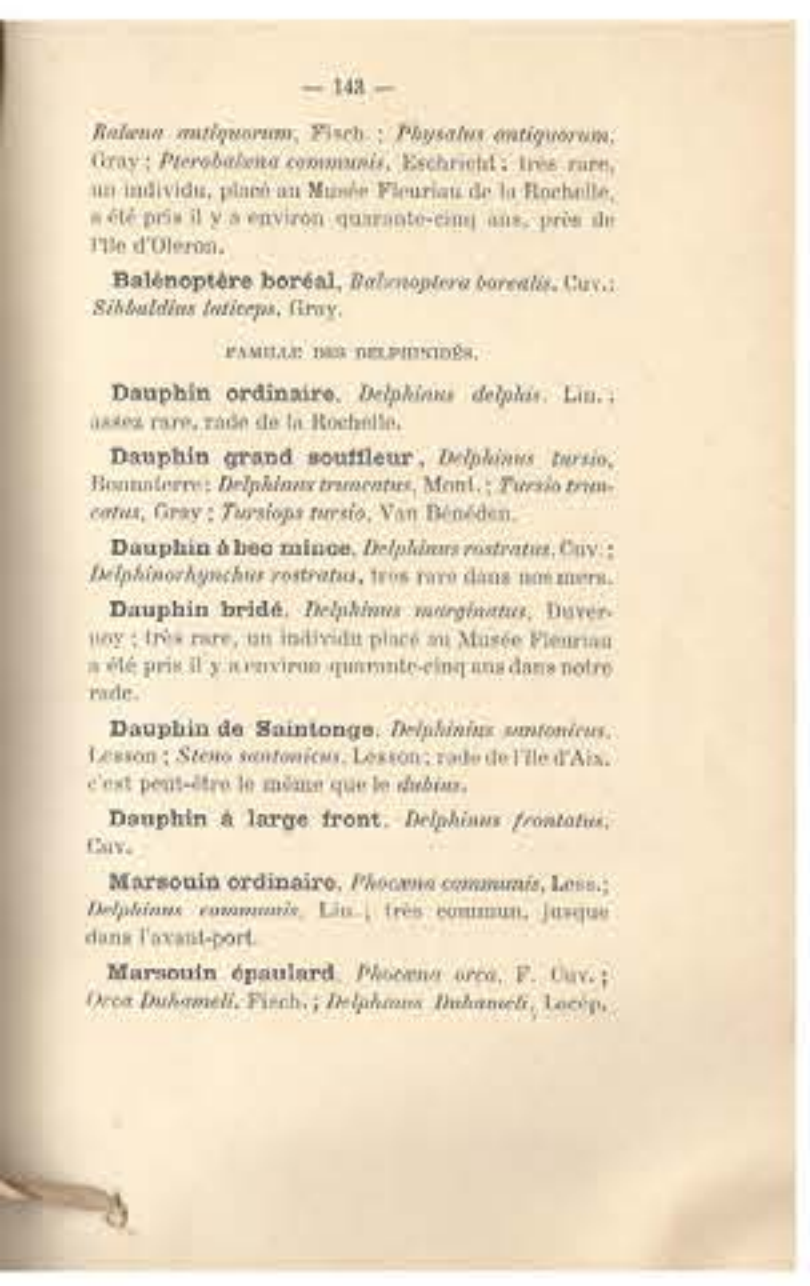 — 143 —
Balæna antiquorum, Fisch. ; Physalus antiquorum,
Gray ; Pterobalæna communis, Eschricht ; très rare,
un individu, placé au Musée Fleuriau de la Rochelle,
a été pris il y a environ quarante-cinq ans, près de
l'île d'Oleron.
Balénoptère boréal, Balænoptera borealis, Cuv. ;
Sibbaldius laticeps, Gray.
FAMILLE DES DELPHINIDÉS.
Dauphin ordinaire, Delphinus delphis, Lin. ;
assez rare, rade de la Rochelle.
Dauphin grand souffleur, Delphinus tursio,
Bonnaterre ; Delphinus truncatus, Mont. ; Tursio trun-
catus, Gray ; Tursiops tursio, Van Bénéden.
Dauphin à bec mince, Delphinus rostratus, Cuv. ;
Delphinorhynchus rostratus, très rare dans nos mers.
Dauphin bridé, Delphinus marginatus, Duver-
noy ; très rare, un individu placé au Musée Fleuriau
a été pris il y a environ quarante-cinq ans dans notre
rade.
Dauphin de Saintonge, Delphinius santonicus,
Lesson ; Steno santonicus, Lesson ; rade de l'île d'Aix,
c'est peut-être le même que le dubius.
Dauphin à large front, Delphinus frontatus,
Cuv.
Marsouin ordinaire, Phocæna communis, Less. ;
Delphinus communis, Lin. ; très commun, jusque
dans l'avant-port.
Marsouin épaulard, Phocæna orca, F. Cuv. ;
Orca Duhameli, Fisch. ; Delphinus Duhameli, Lacép.